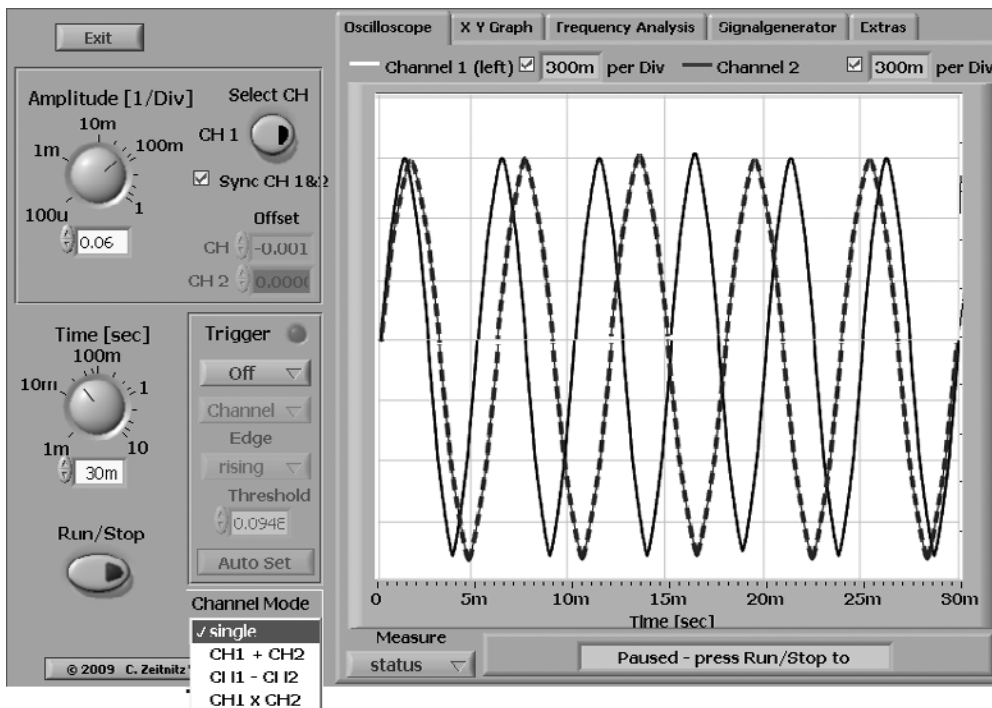 Exit
Oscilloscope
X Y Graph
Frequency Analysis
Signalgenerator
Extras
Channel 1 (left) 300m per Div Channel 2 300m per Div
Amplitude [1/Div]
Select CH
10m
CH 1
1m
100m
Sync CH 1&2
100u
1
0.06
Offset
CH -0.001
CH 2 0.000
Time [sec]
100m
10m
1
1m
10
30m
Trigger
Off
Channel
Edge
rising
Threshold
0.094E
Auto Set
Run/Stop
Channel Mode
✓ single
CH1 + CH2
CH1 - CH2
CH1 x CH2
© 2009 C. Zeitnitz
0 5m 10m 15m 20m 25m 30m
Time [sec]
Measure
status
Paused - press Run/Stop to